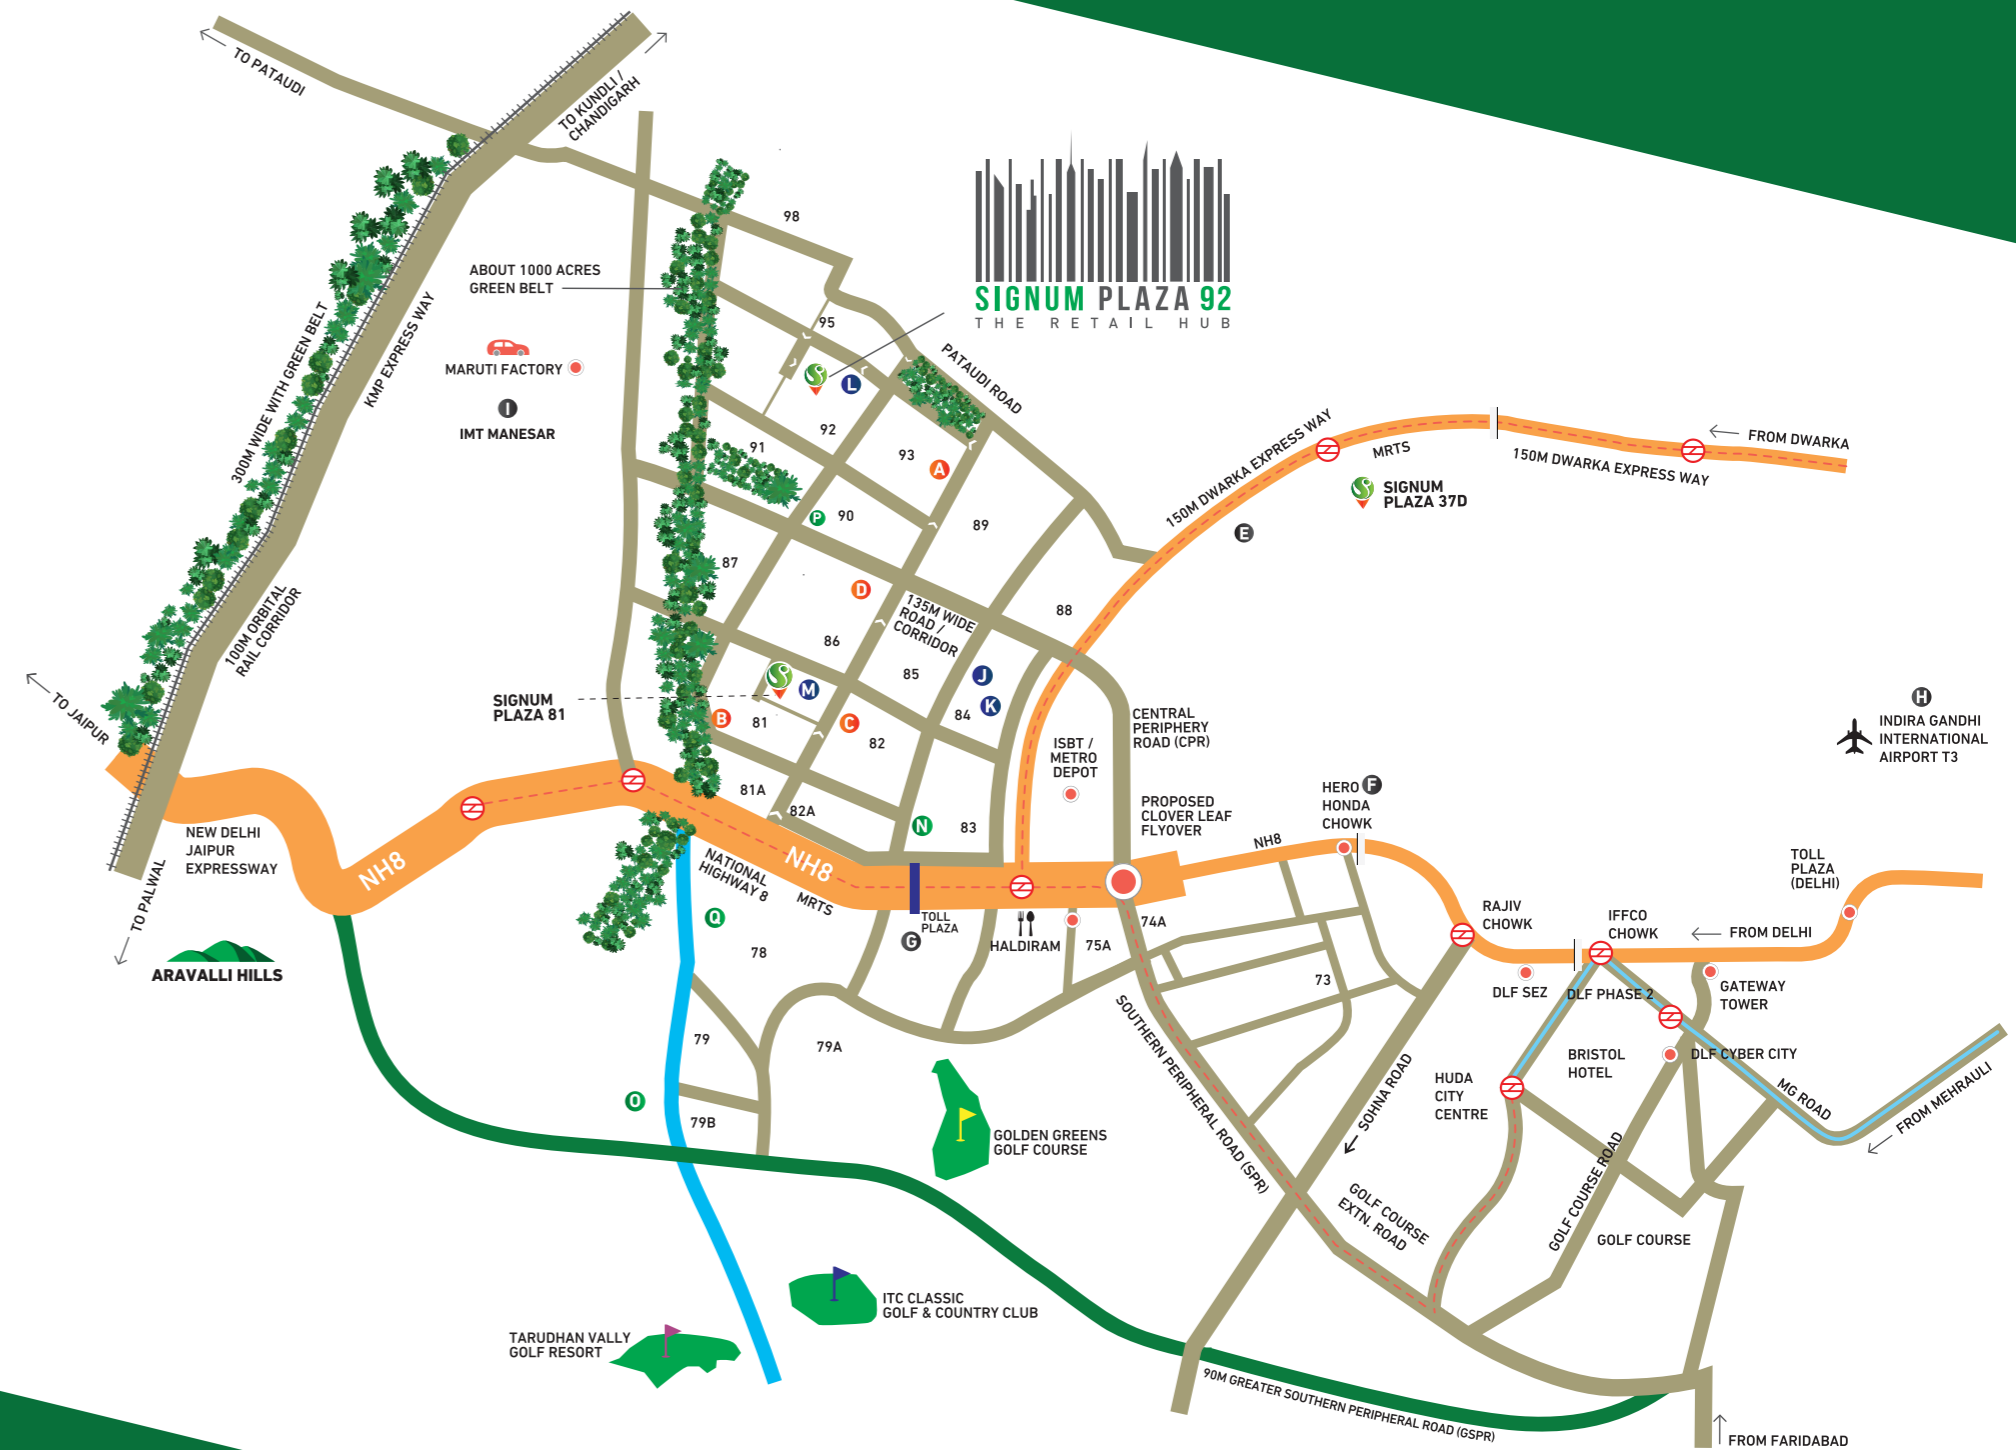 TO PATAUDI
TO KUNDLI /
CHANDIGARH
98
ABOUT 1000 ACRES
GREEN BELT
SIGNUM PLAZA 92
THE RETAIL HUB
95
300M WIDE WITH GREEN BELT
KMP EXPRESS WAY
MARUTI FACTORY
I
IMT MANESAR
L
PATAUDI ROAD
92
91
93
A
150M DWARKA EXPRESS WAY
MRTS
FROM DWARKA
150M DWARKA EXPRESS WAY
SIGNUM
PLAZA 37D
E
P
90
89
87
D
88
135M WIDE
ROAD /
CORRIDOR
86
85
J
K
84
100M ORBITAL
RAIL CORRIDOR
TO JAIPUR
SIGNUM
PLAZA 81
M
B
81
C
82
CENTRAL
PERIPHERY
ROAD (CPR)
ISBT /
METRO
DEPOT
H
INDIRA GANDHI
INTERNATIONAL
AIRPORT T3
81A
82A
N
83
PROPOSED
CLOVER LEAF
FLYOVER
HERO
HONDA
CHOWK
F
NH8
NEW DELHI
JAIPUR
EXPRESSWAY
NH8
NH8
NATIONAL
HIGHWAY 8
MRTS
TO PALWAL
TOLL
PLAZA
(DELHI)
ARAVALLI HILLS
Q
78
TOLL
PLAZA
G
HALDIRAM
75A
74A
73
RAJIV
CHOWK
IFFCO
CHOWK
FROM DELHI
DLF SEZ
DLF PHASE 2
GATEWAY
TOWER
79
79A
79B
O
SOUTHERN PERIPHERAL ROAD (SPR)
SOHNA ROAD
HUDA
CITY
CENTRE
BRISTOL
HOTEL
DLF CYBER CITY
MG ROAD
FROM MEHRAULI
GOLDEN GREENS
GOLF COURSE
GOLF COURSE
EXTN. ROAD
GOLF COURSE ROAD
GOLF COURSE
ITC CLASSIC
GOLF & COUNTRY CLUB
TARUDHAN VALLY
GOLF RESORT
90M GREATER SOUTHERN PERIPHERAL ROAD (GSPR)
FROM FARIDABAD